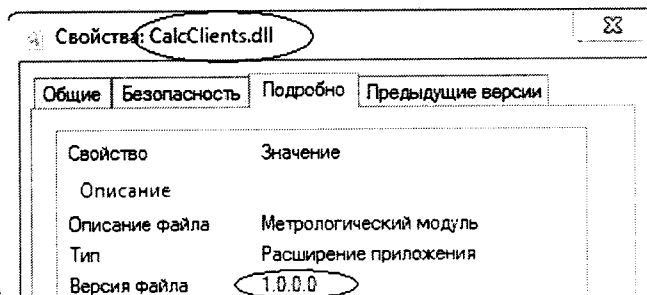 Свойства: CalcClients.dll
Общие Безопасность Подробно Предыдущие версии
Свойство Значение
Описание
Описание файла Метрологический модуль
Тип Расширение приложения
Версия файла 1.0.0.0